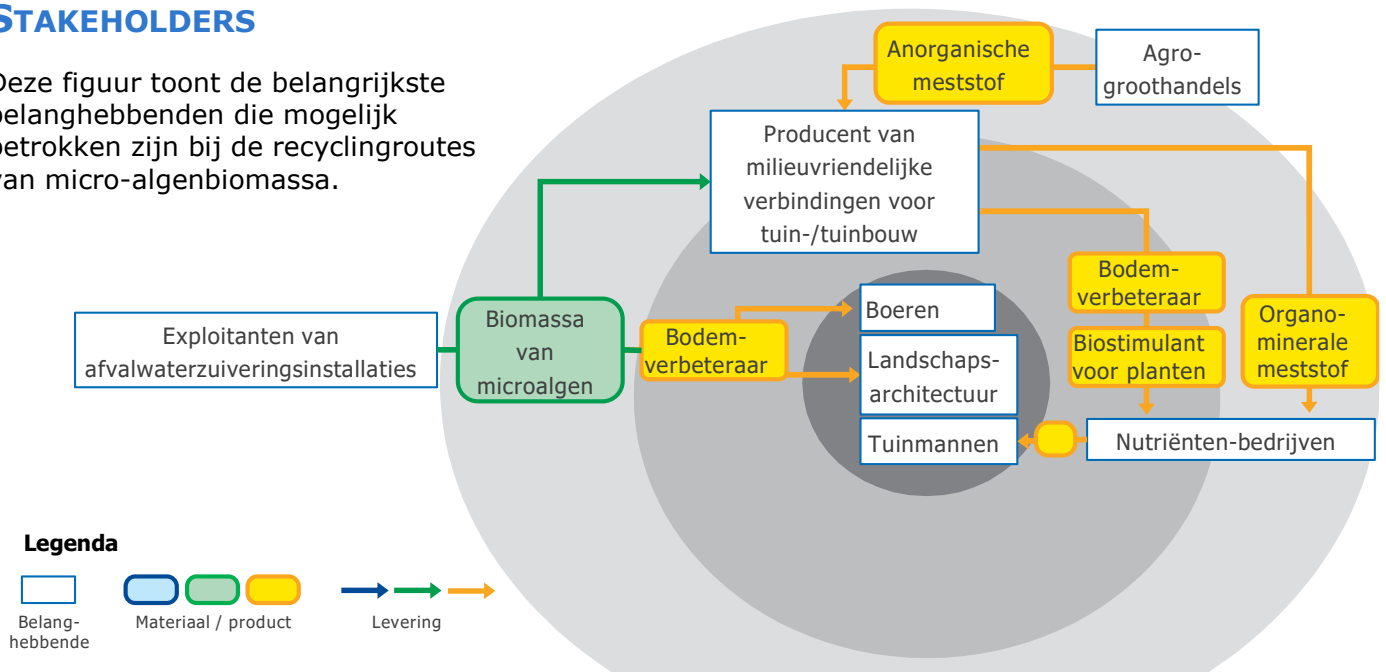 STAKEHOLDERS
Deze figuur toont de belangrijkste
belanghebbenden die mogelijk
betrokken zijn bij de recyclingroutes
van micro-algenbiomassa.
Anorganische
meststof
Agro-
groothandels
Producent van
milieuvriendelijke
verbindingen voor
tuin-/tuinbouw
Exploitanten van
afvalwaterzuiveringsinstallaties
Biomassa
van
microalgen
Bodem-
verbeteraar
Boeren
Landschaps-
architectuur
Tuinmannen
Bodem-
verbeteraar
Biostimulant
voor planten
Organo-
minerale
meststof
Nutriënten-bedrijven
Legenda
Belang-
hebbende
Materiaal / product
Levering